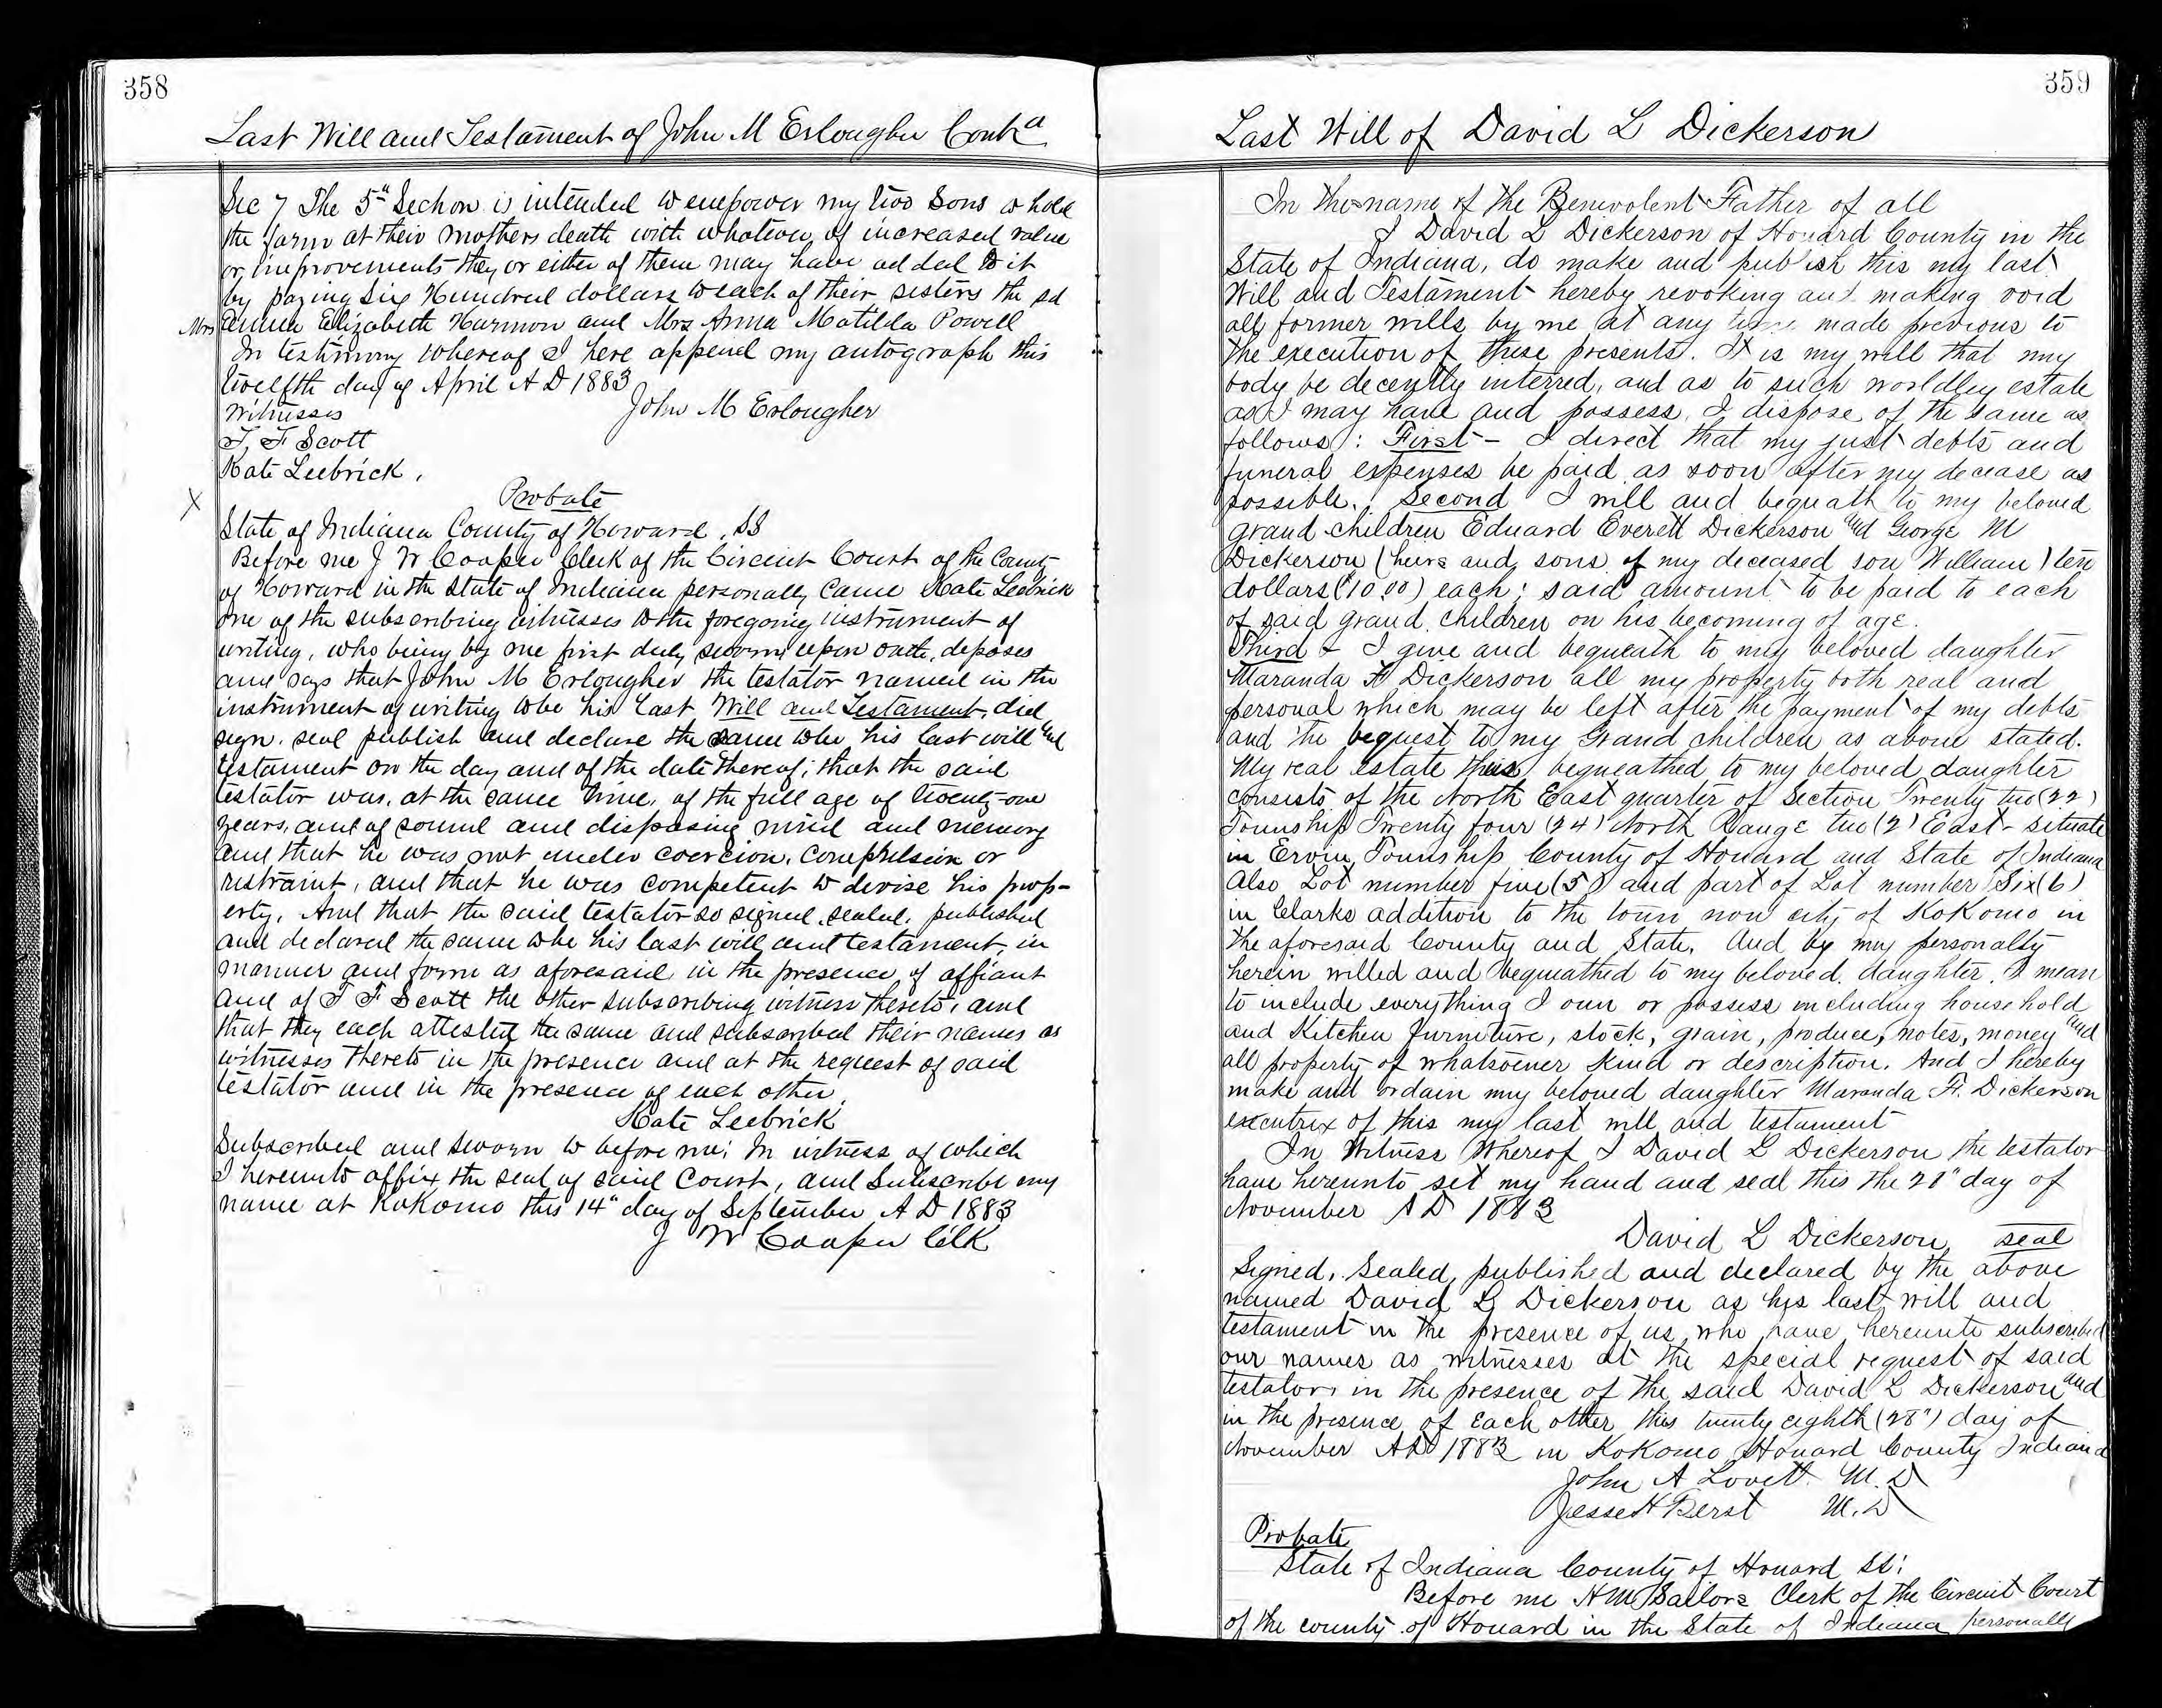 358
Last Will and Testament of John M Erlougher Contd
Sec 7 The 5" Section is intended to empower my two Sons to hold
the farm at their mothers death with whatever of increased value
or improvements they or either of them may have added to it
by paying Six Hundred dollars to each of their sisters the sd
Mrs Anna Elizabeth Harmon and Mrs Anna Matilda Powell
In testimony whereof I here append my autograph this
twelfth day of April A D 1883
John M Erlougher
Witnesses
T. F Scott
Kate Leebrick.
X
Probate
State of Indiana County of Howard, SS
Before me J W Cooper Clerk of the Circuit Court of the County
of Howard in the State of Indiana personally came Kate Leebrick
one of the subscribing witnesses to the foregoing instrument of
writing, who being by me first duly sworn upon oath, deposes
and says that John M Erlougher the testator named in the
instrument of writing to be his Last Will and Testament, did
sign, seal publish and declare the same to be his last will and
testament on the day and of the date thereof; that the said
testator was, at the same time, of the full age of twenty-one
years, and of sound and disposing mind and memory
and that he was not under coercion, compulsion or
restraint, and that he was competent to devise his prop-
erty. And that the said testator so signed, sealed, published
and declared the same to be his last will and testament, in
manner and form as aforesaid in the presence of affiant
and of T F Scott the other subscribing witness thereto, and
that they each attested the same and subscribed their names as
witnesses thereto in the presence and at the request of said
testator and in the presence of each other.
Kate Leebrick
Subscribed and sworn to before me; In witness of which
I hereunto affix the seal of said Court, and Subscribe my
name at Kokomo this 14" day of September A D 1883
J W Cooper Clk
359
Last Will of David L Dickerson
In the name of the Benevolent Father of all
I David L Dickerson of Howard County in the
State of Indiana, do make and publish this my last
Will and Testament hereby revoking and making void
all former wills by me at any time made previous to
the execution of these presents. It is my will that my
body be decently interred, and as to such worldley estate
as I may have and possess, I dispose of the same as
follows: First - I direct that my just debts and
funeral expenses be paid as soon after my decease as
possible. Second I will and bequath to my beloved
grand children Eduard Everett Dickerson and George M
Dickerson (heirs and sons of my deceased son William) ten
dollars ($10.00) each; said amount to be paid to each
of said grand children on his becoming of age.
Third - I give and bequeath to my beloved daughter
Maranda F. Dickerson all my property both real and
personal which may be left after the payment of my debts
and the bequest to my Grand children as above stated.
My real estate thus bequeathed to my beloved daughter
consists of the North East quarter of Section Twenty two (22)
Township Twenty four (24) North Range two (2) East - situate
in Ervin Township County of Howard and State of Indiana
Also Lot number five (5) and part of Lot number Six (6)
in Clarks addition to the town now city of Kokomo in
the aforesaid County and State. And by my personalty
herein willed and bequeathed to my beloved daughter I mean
to include everything I own or possess including household
and Kitchen furniture, stock, grain, produce, notes, money and
all property of whatsoever kind or description. And I hereby
make and ordain my beloved daughter Maranda F. Dickerson
executrix of this my last will and testament
In Witness Whereof I David L Dickerson the testator
have hereunto set my hand and seal this the 28" day of
November A D 1883
David L Dickerson seal
Signed, Sealed, published and declared by the above
named David L Dickerson as his last will and
testament in the presence of us who have hereunto subscribed
our names as witnesses at the special request of said
testator, in the presence of the said David L Dickerson and
in the presence of Each other this twenty eighth (28") day of
November AD 1883 in Kokomo Howard County Indiana
John A Lovett M. D
Jesse H Berst M. D
Probate
State of Indiana County of Howard SS:
Before me H M Sailors Clerk of the Circuit Court
of the county of Howard in the State of Indiana personally